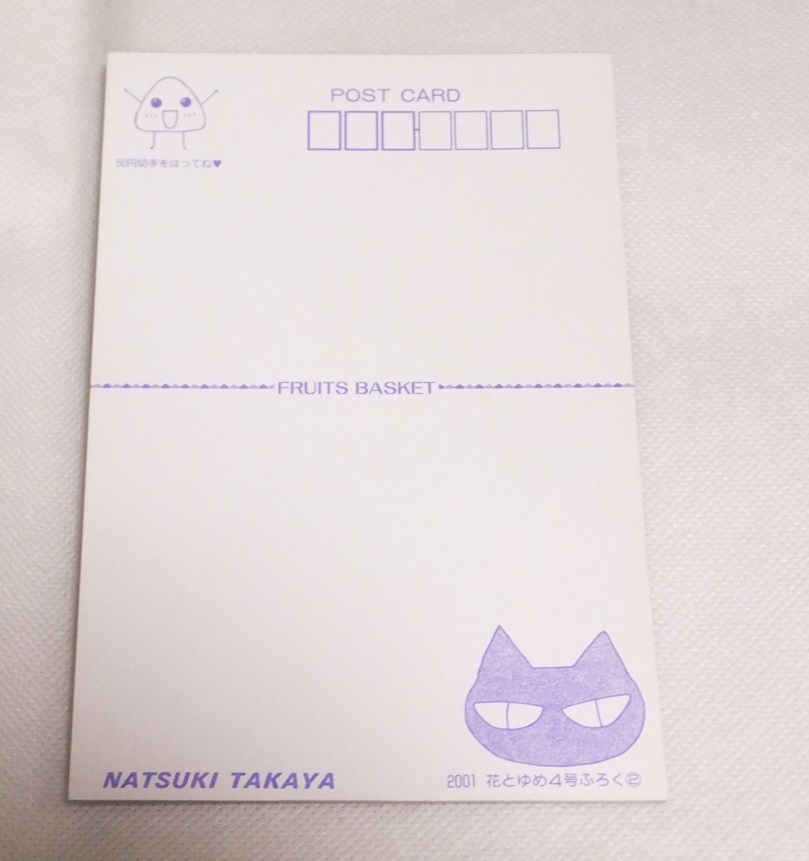 POST CARD
50円切手をはってね♥
FRUITS BASKET
NATSUKI TAKAYA
2001 花とゆめ4号ふろく②